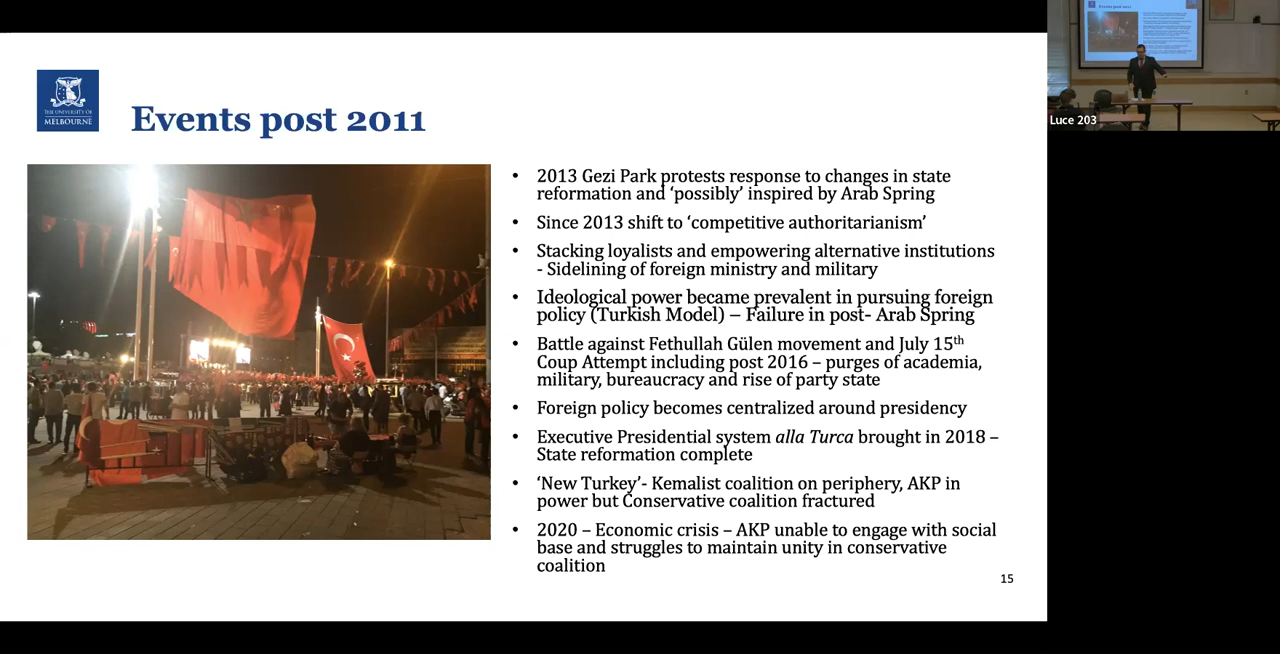 THE UNIVERSITY OF
MELBOURNE
Events post 2011
• 2013 Gezi Park protests response to changes in state
reformation and ‘possibly’ inspired by Arab Spring
• Since 2013 shift to ‘competitive authoritarianism’
• Stacking loyalists and empowering alternative institutions
- Sidelining of foreign ministry and military
• Ideological power became prevalent in pursuing foreign
policy (Turkish Model) – Failure in post- Arab Spring
• Battle against Fethullah Gülen movement and July 15th
Coup Attempt including post 2016 – purges of academia,
military, bureaucracy and rise of party state
• Foreign policy becomes centralized around presidency
• Executive Presidential system alla Turca brought in 2018 –
State reformation complete
• ‘New Turkey’- Kemalist coalition on periphery, AKP in
power but Conservative coalition fractured
• 2020 – Economic crisis – AKP unable to engage with social
base and struggles to maintain unity in conservative
coalition
15
Events post 2011
Luce 203